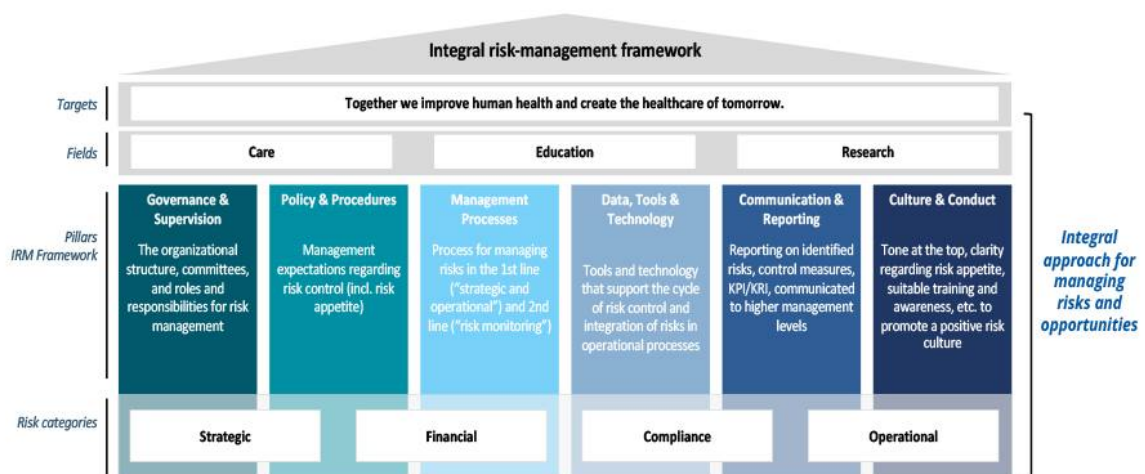 Integral risk-management framework
Targets
Together we improve human health and create the healthcare of tomorrow.
Fields
Care
Education
Research
Pillars
IRM Framework
Governance &
Supervision
The organizational
structure, committees,
and roles and
responsibilities for risk
management
Policy & Procedures
Management
expectations regarding
risk control (incl. risk
appetite)
Management
Processes
Process for managing
risks in the 1st line
("strategic and
operational") and 2nd
line ("risk monitoring")
Data, Tools &
Technology
Tools and technology
that support the cycle
of risk control and
integration of risks in
operational processes
Communication &
Reporting
Reporting on identified
risks, control measures,
KPI/KRI, communicated
to higher management
levels
Culture & Conduct
Tone at the top, clarity
regarding risk appetite,
suitable training and
awareness, etc. to
promote a positive risk
culture
Integral
approach for
managing
risks and
opportunities
Risk categories
Strategic
Financial
Compliance
Operational